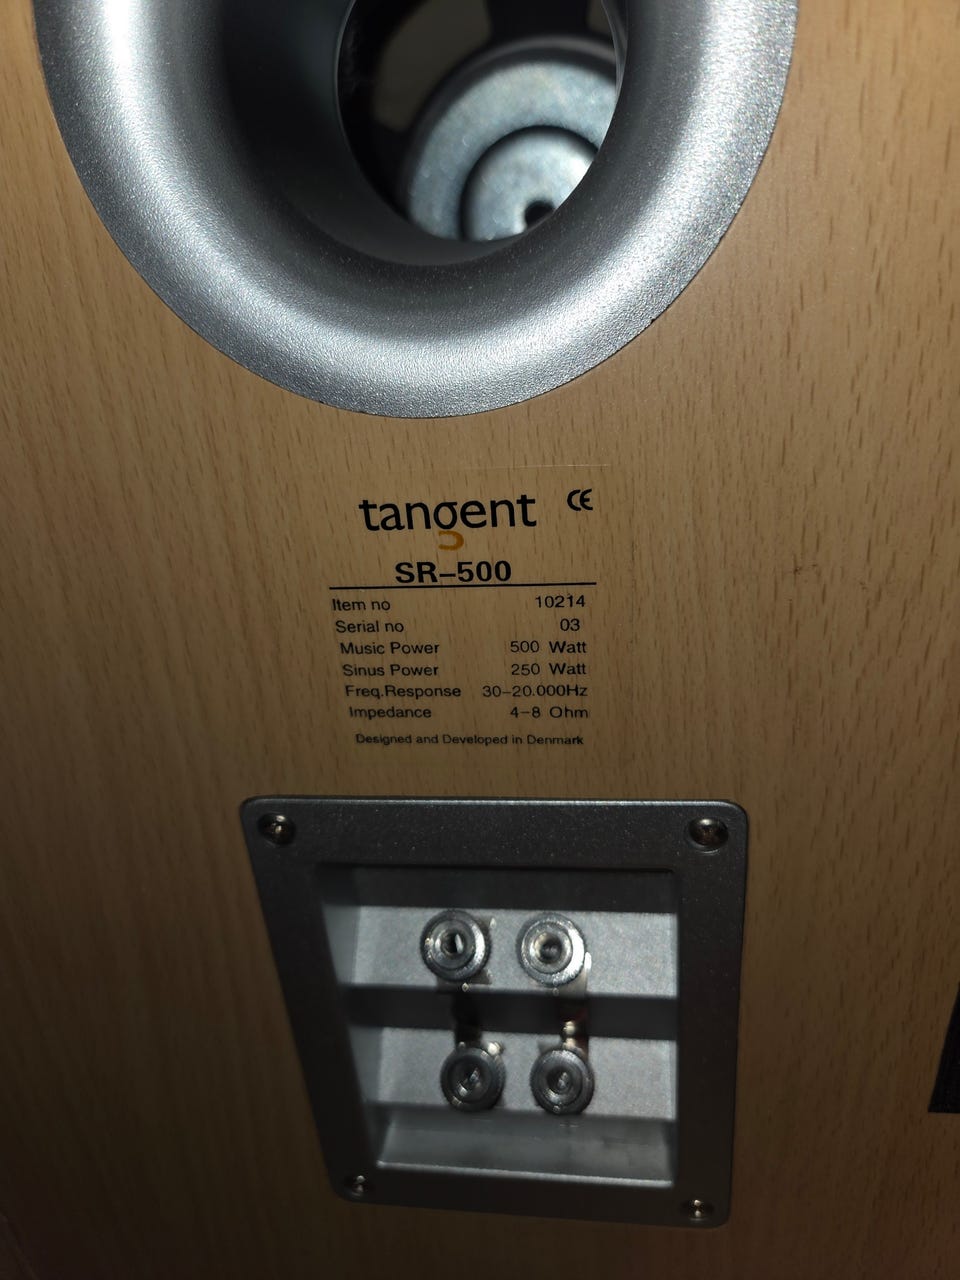 tangent CE
SR-500
Item no 10214
Serial no 03
Music Power 500 Watt
Sinus Power 250 Watt
Freq.Response 30-20.000Hz
Impedance 4-8 Ohm
Designed and Developed in Denmark